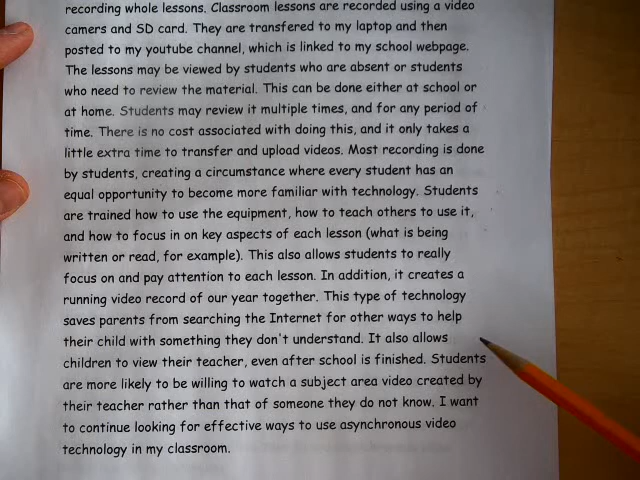 recording whole lessons. Classroom lessons are recorded using a video
camers and SD card. They are transfered to my laptop and then
posted to my youtube channel, which is linked to my school webpage.
The lessons may be viewed by students who are absent or students
who need to review the material. This can be done either at school or
at home. Students may review it multiple times, and for any period of
time. There is no cost associated with doing this, and it only takes a
little extra time to transfer and upload videos. Most recording is done
by students, creating a circumstance where every student has an
equal opportunity to become more familiar with technology. Students
are trained how to use the equipment, how to teach others to use it,
and how to focus in on key aspects of each lesson (what is being
written or read, for example). This also allows students to really
focus on and pay attention to each lesson. In addition, it creates a
running video record of our year together. This type of technology
saves parents from searching the Internet for other ways to help
their child with something they don't understand. It also allows
children to view their teacher, even after school is finished. Students
are more likely to be willing to watch a subject area video created by
their teacher rather than that of someone they do not know. I want
to continue looking for effective ways to use asynchronous video
technology in my classroom.